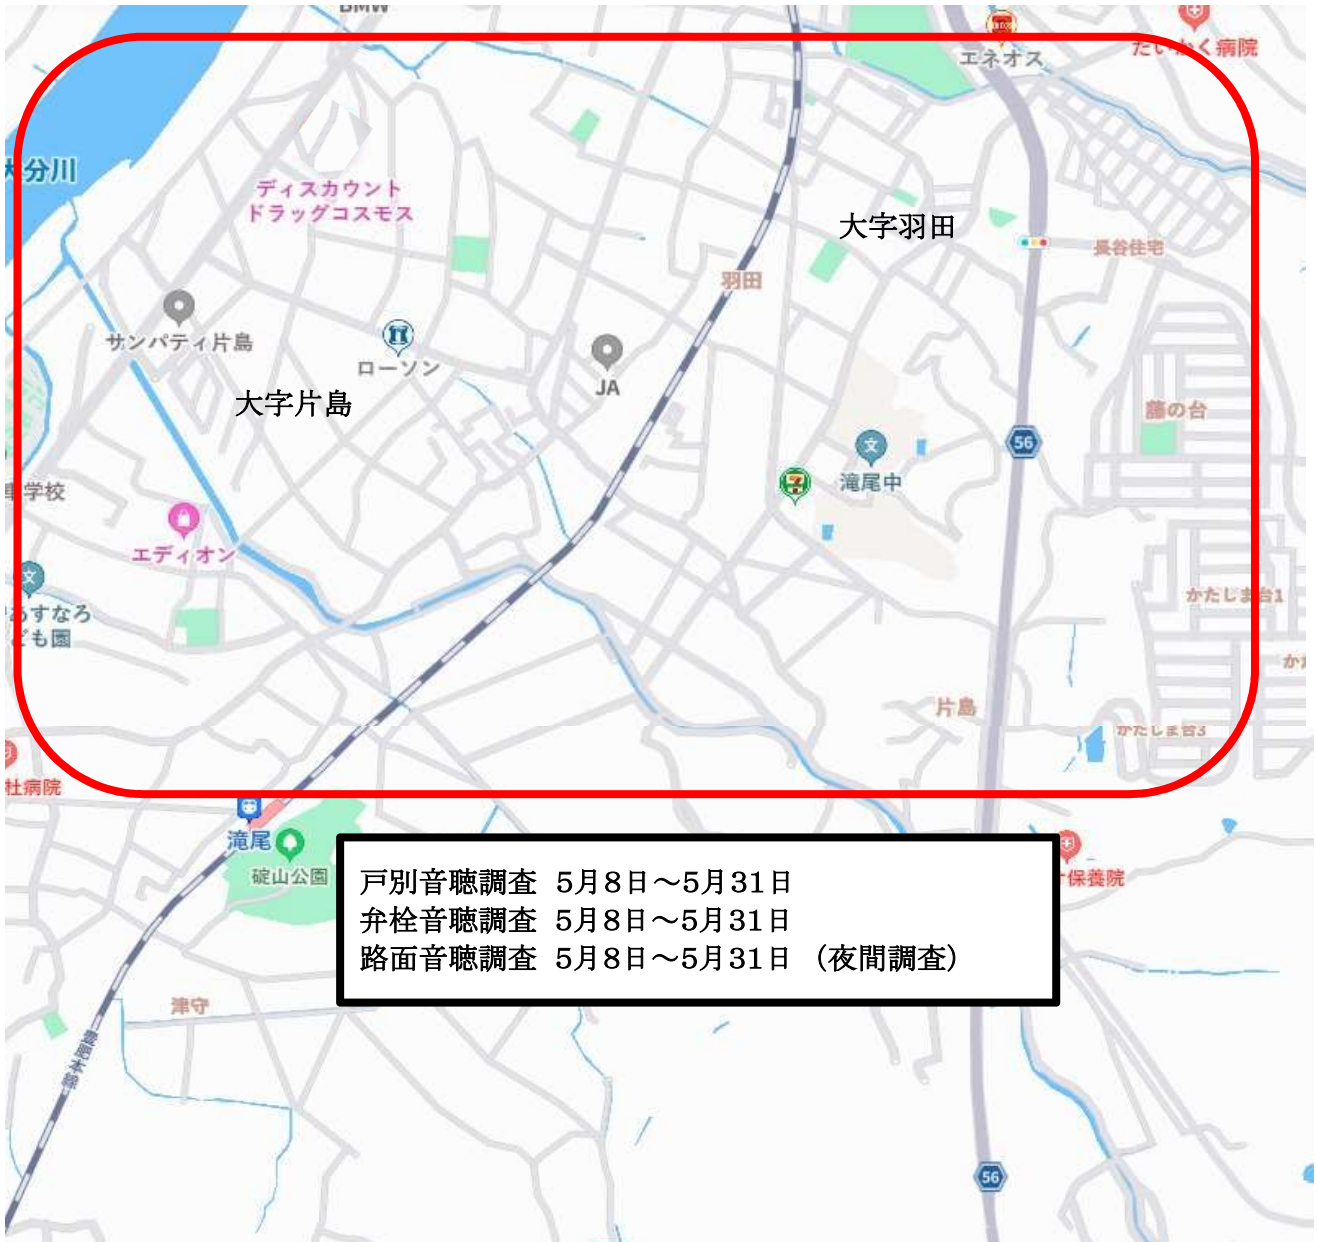 BMW
エネオス
だいかく病院
大分川
ディスカウント
ドラッグコスモス
大字羽田
長谷住宅
羽田
サンパティ片島
ローソン
JA
大字片島
藤の台
56
滝尾中
学校
エディオン
あすなろ
ども園
かたしま台1
か
片島
かたしま台3
杜病院
滝尾
碇山公園
保養院
戸別音聴調査 5月8日~5月31日
弁栓音聴調査 5月8日~5月31日
路面音聴調査 5月8日~5月31日 (夜間調査)
津守
豊肥本線
56